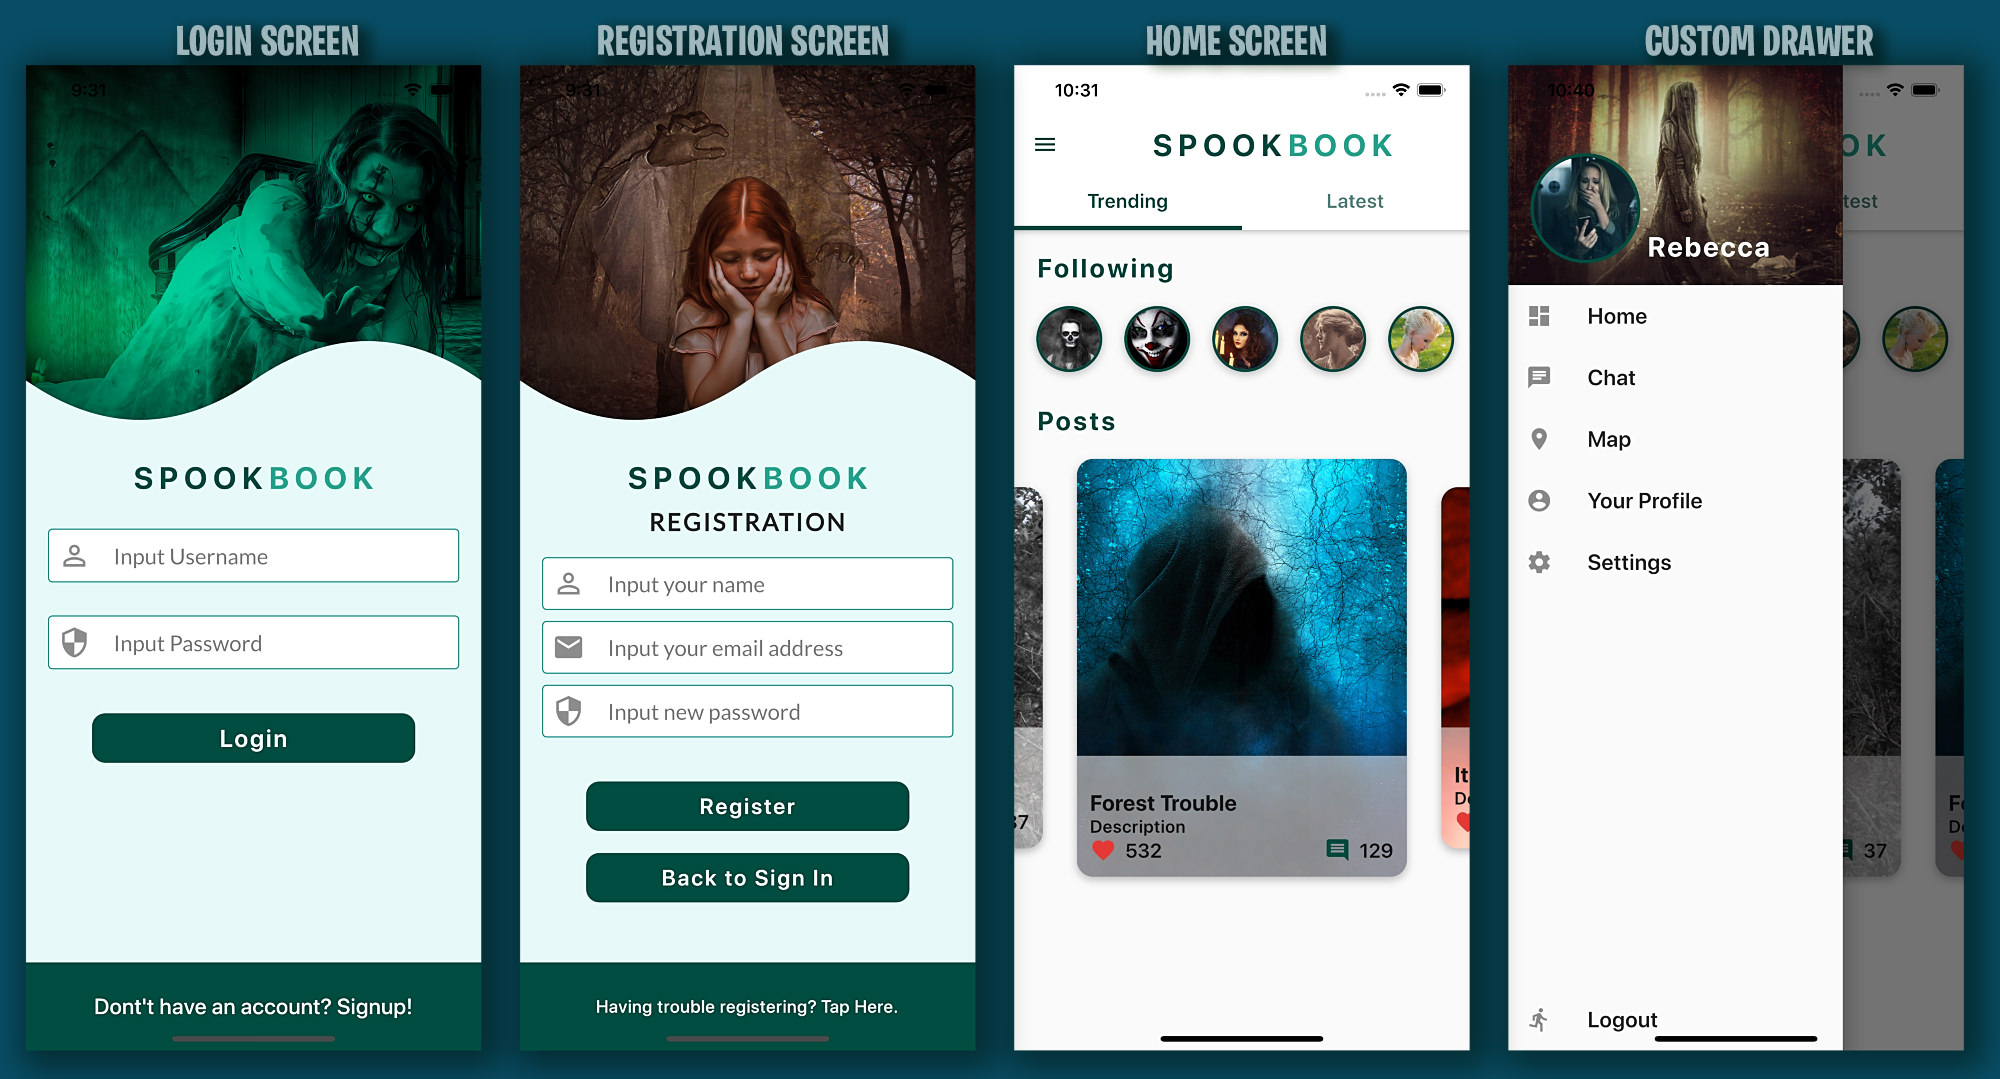 LOGIN SCREEN
9:31
SPOOKBOOK
Input Username
Input Password
Login
Dont't have an account? Signup!
REGISTRATION SCREEN
9:31
SPOOKBOOK
REGISTRATION
Input your name
Input your email address
Input new password
Register
Back to Sign In
Having trouble registering? Tap Here.
HOME SCREEN
10:31
SPOOKBOOK
Trending Latest
Following
Posts
Forest Trouble
Description
532 129
37
It
De
CUSTOM DRAWER
10:40
OK
test
Rebecca
Home
Chat
Map
Your Profile
Settings
37
Fo
De
Logout